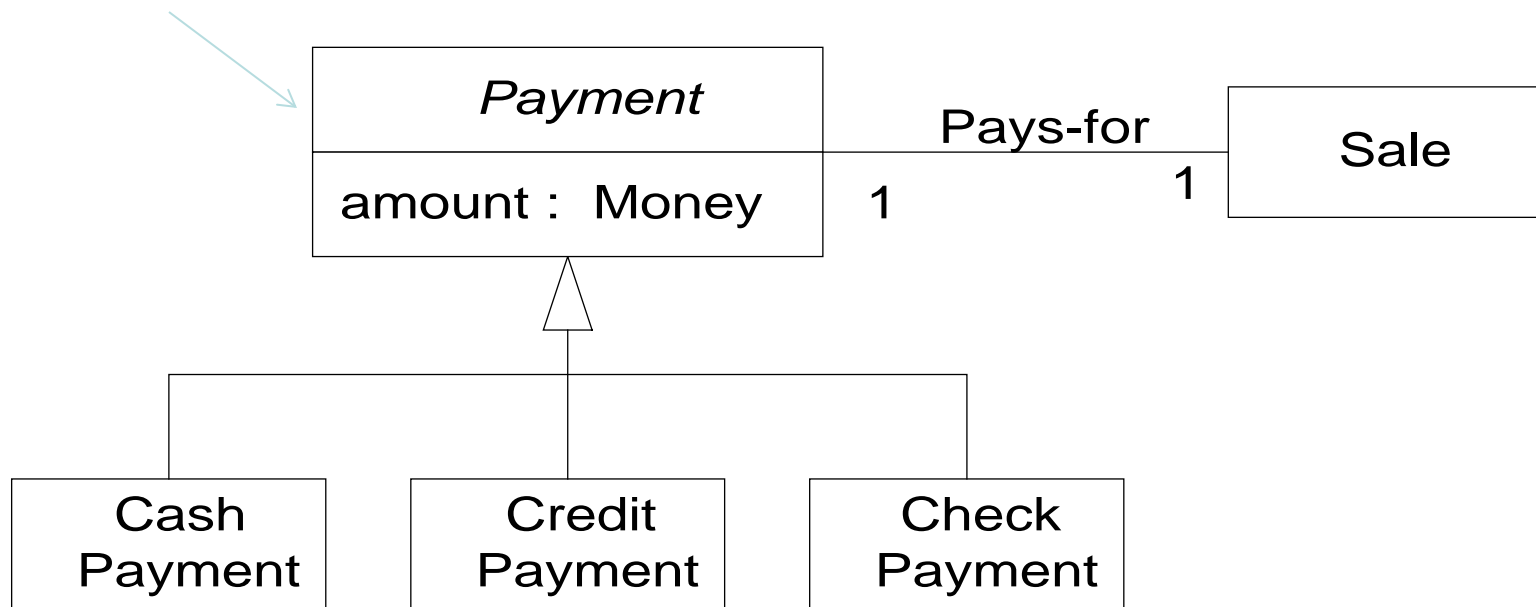 Payment
Pays-for
Sale
amount : Money
1
1
Cash
Payment
Credit
Payment
Check
Payment